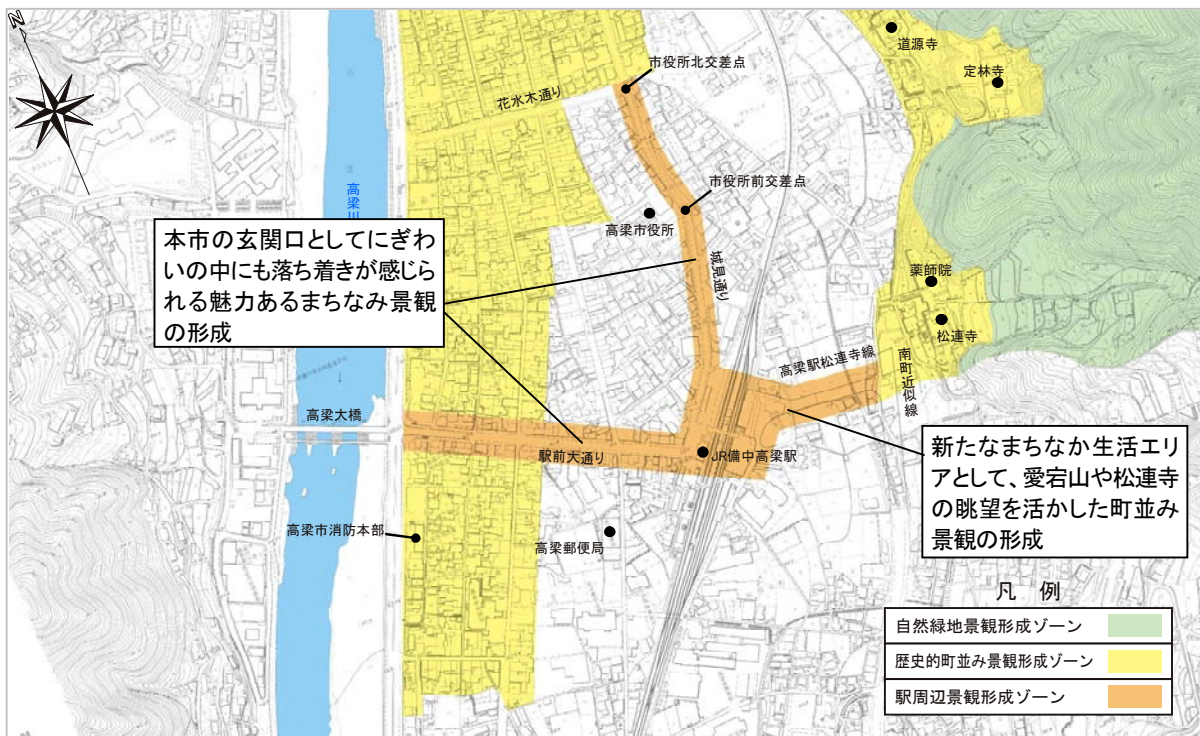 N
道源寺
定林寺
市役所北交差点
花水木通り
市役所前交差点
高梁市役所
高梁川
本市の玄関口としてにぎわ
いの中にも落ち着きが感じら
れる魅力あるまちなみ景観
の形成
城見通り
薬師院
松連寺
高梁駅松連寺線
南町近似線
高梁大橋
駅前大通り
JR備中高梁駅
新たなまちなか生活エリ
アとして、愛宕山や松連寺
の眺望を活かした町並み
景観の形成
高梁市消防本部
高梁郵便局
凡 例
自然緑地景観形成ゾーン
歴史的町並み景観形成ゾーン
駅周辺景観形成ゾーン